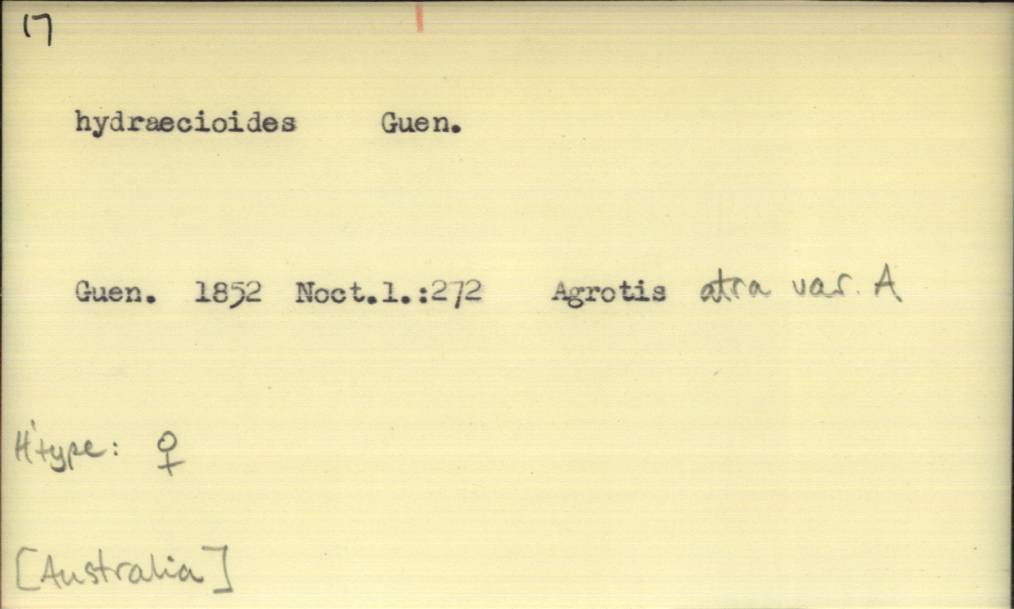 17
hydraecioides Guen.
Guen. 1852 Noct.1.:272 Agrotis atra var. A
H'type: ♀
[Australia]